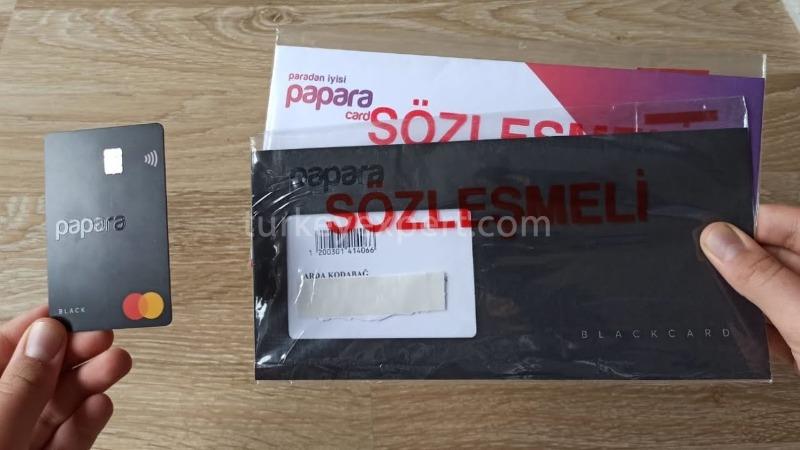 paradan iyisi
papara
card
SÖZLEŞMELİ
papara
SÖZLEŞMELİ
1 200301 414066
ARDA KODABAĞ
BLACKCARD
papara
BLACK